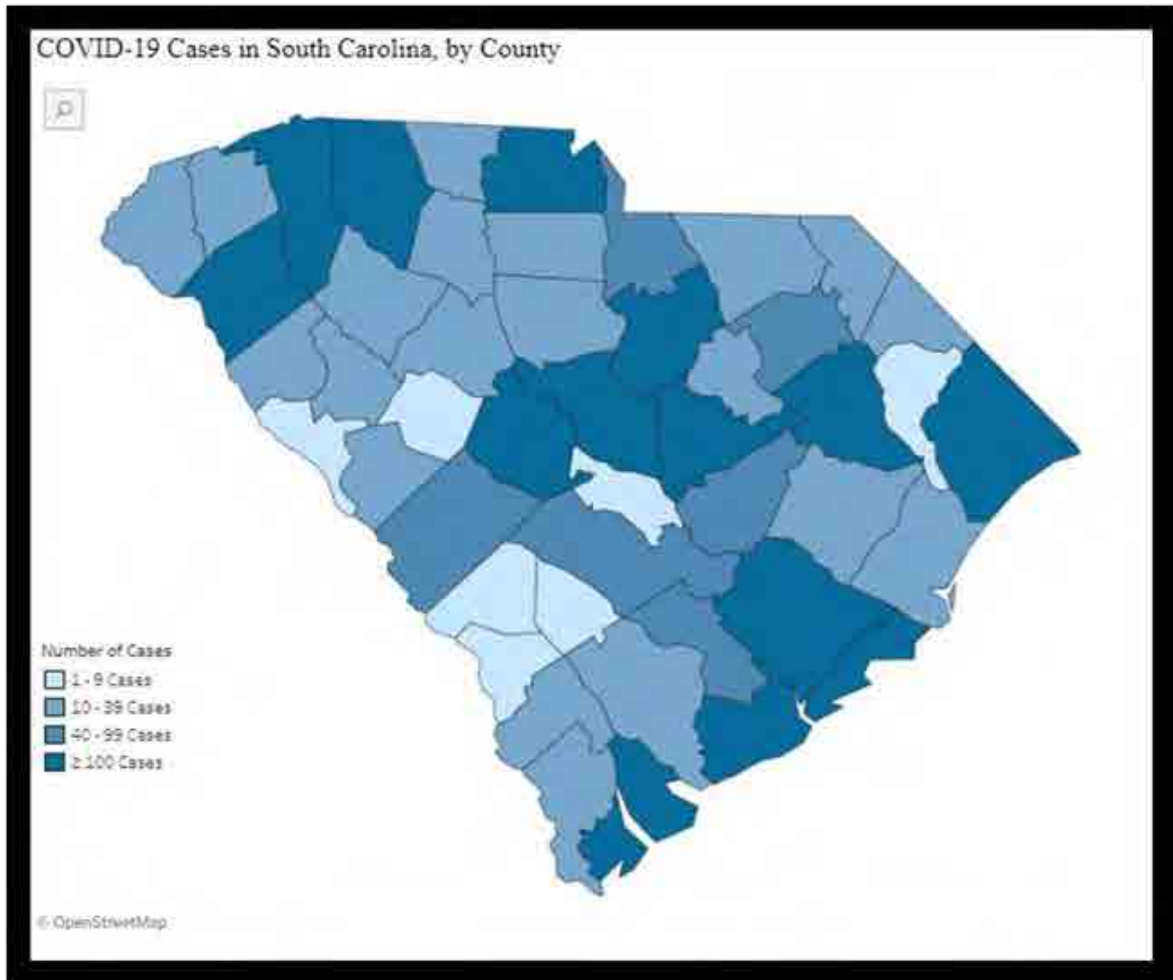 COVID-19 Cases in South Carolina, by County
Number of Cases
1 - 9 Cases
10 - 39 Cases
40 - 99 Cases
≥ 100 Cases
© OpenStreetMap